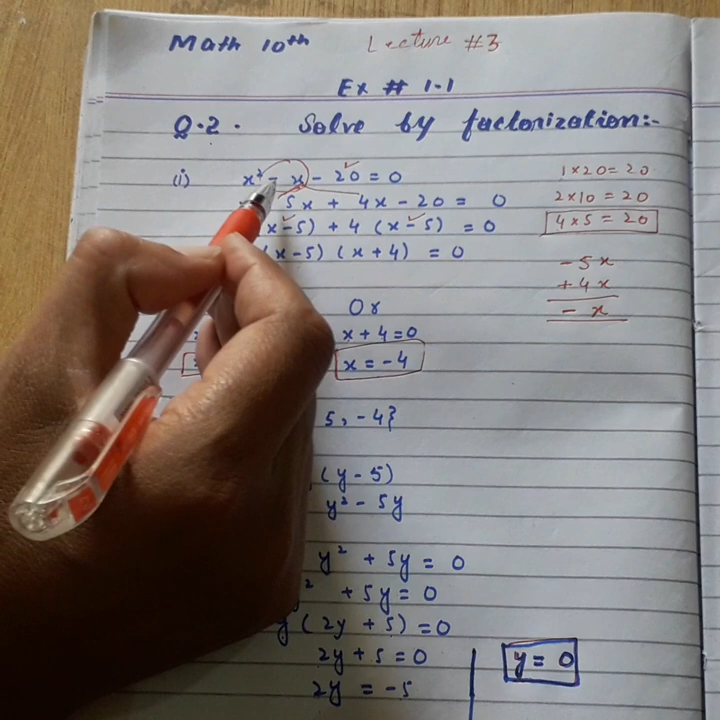 Math 10th Lecture #3
Ex # 1.1
Q.2. Solve by factorization:-
(i) x² - x - 20 = 0
5x + 4x - 20 = 0
x-5) + 4 (x-5) = 0
(x-5) (x+4) = 0
Or
x+4=0
x = -4
5, -4}
(y-5)
y² - 5y
y² + 5y = 0
y² + 5y = 0
y(2y + 5) = 0
2y+5 = 0
2y = -5
y = 0
1×20 = 20
2×10 = 20
4×5 = 20
-5x
+4x
- x